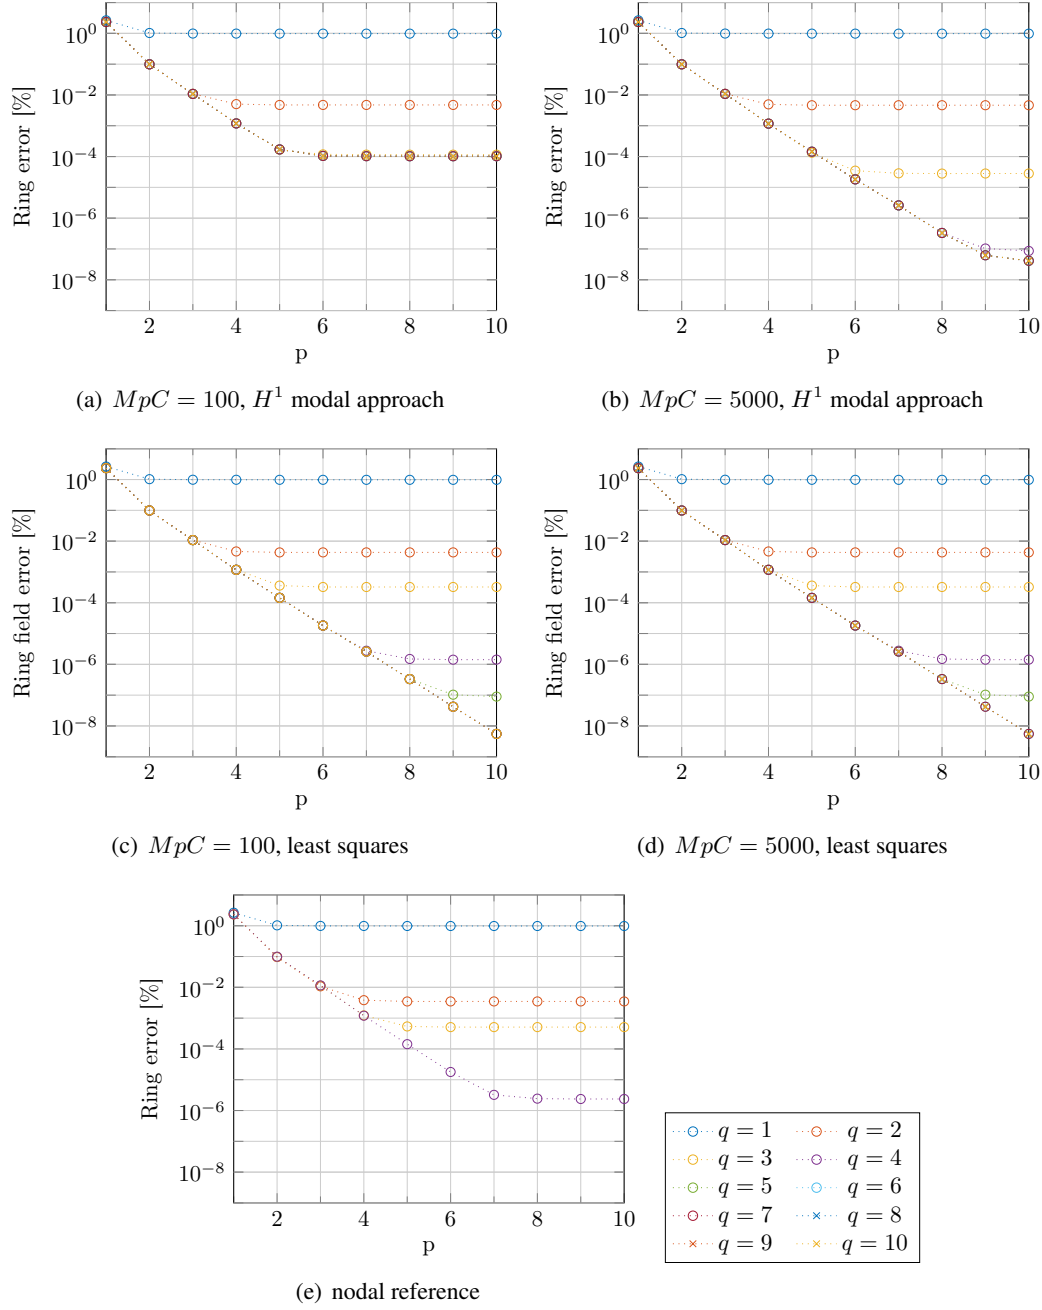 10^0
10^−2
10^−4
10^−6
10^−8
Ring error [%]
2 4 6 8 10
p
(a) MpC = 100, H^1 modal approach
10^0
10^−2
10^−4
10^−6
10^−8
Ring error [%]
2 4 6 8 10
p
(b) MpC = 5000, H^1 modal approach
10^0
10^−2
10^−4
10^−6
10^−8
Ring field error [%]
2 4 6 8 10
p
(c) MpC = 100, least squares
10^0
10^−2
10^−4
10^−6
10^−8
Ring field error [%]
2 4 6 8 10
p
(d) MpC = 5000, least squares
10^0
10^−2
10^−4
10^−6
10^−8
Ring error [%]
2 4 6 8 10
p
(e) nodal reference
q = 1 q = 2
q = 3 q = 4
q = 5 q = 6
q = 7 q = 8
q = 9 q = 10